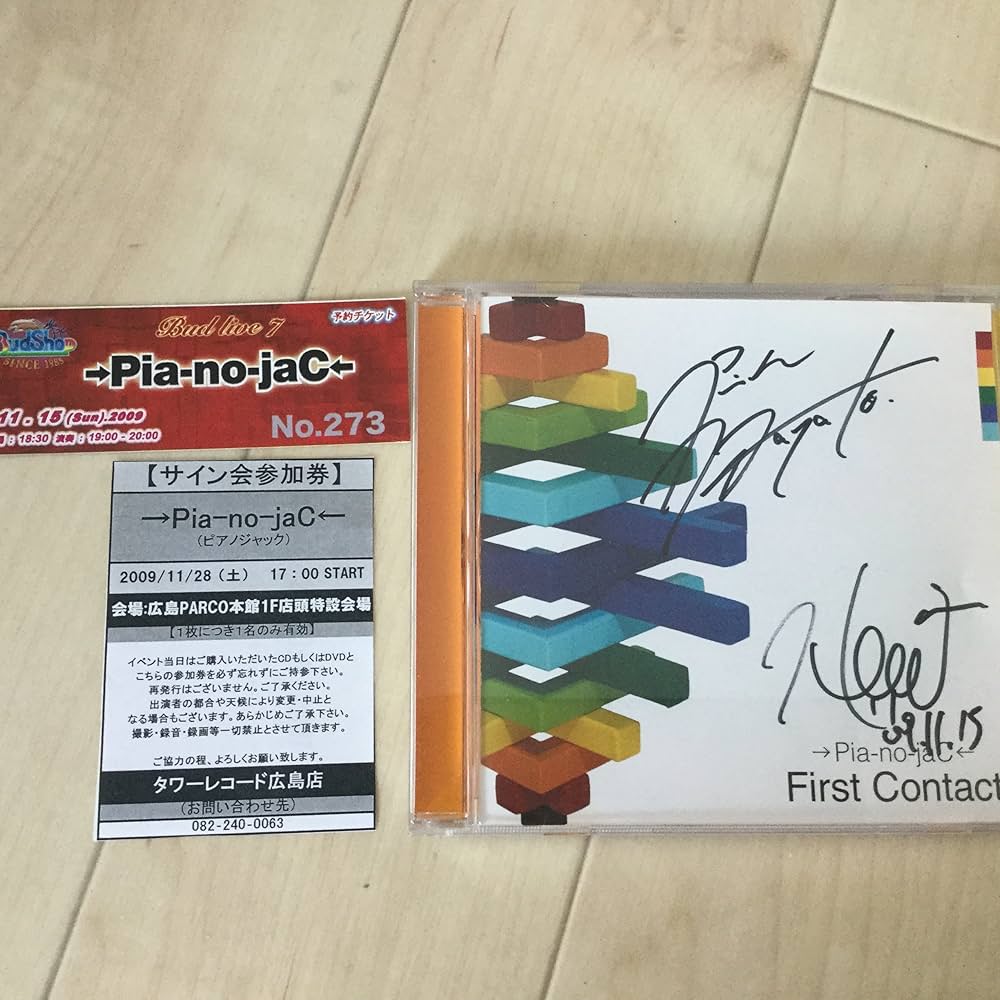 BudShop
SINCE 1985
Bud live 7
予約チケット
→Pia-no-jaC←
11.15(Sun).2009
:18:30 演奏:19:00-20:00
No.273
【サイン会参加券】
→Pia-no-jaC←
(ピアノジャック)
2009/11/28(土) 17:00 START
会場:広島PARCO本館1F店頭特設会場
【1枚につき1名のみ有効】
イベント当日はご購入いただいたCDもしくはDVDと
こちらの参加券を必ず忘れずにご持参下さい。
再発行はございません。ご了承ください。
出演者の都合や天候により変更・中止と
なる場合もございます。あらかじめご了承下さい。
撮影・録音・録画等一切禁止とさせて頂きます。
ご協力の程、よろしくお願い致します。
タワーレコード広島店
(お問い合わせ先)
082-240-0063
Hayato.
09.11.15
→Pia-no-jaC←
First Contact